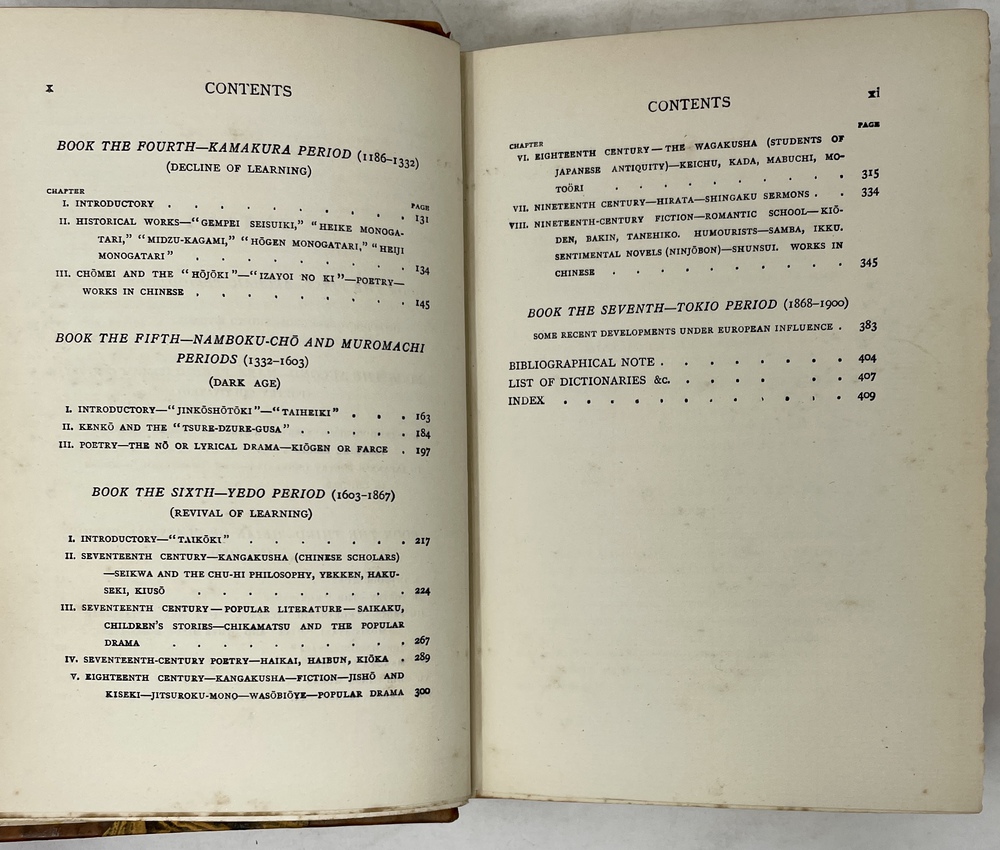 x
CONTENTS
BOOK THE FOURTH—KAMAKURA PERIOD (1186–1332)
(DECLINE OF LEARNING)
CHAPTER
PAGE
I. INTRODUCTORY . . . . . . . . 131
II. HISTORICAL WORKS—“GEMPEI SEISUIKI,” “HEIKE MONOGA-
TARI,” “MIDZU-KAGAMI,” “HŌGEN MONOGATARI,” “HEIJI
MONOGATARI” . . . . . . . . 134
III. CHŌMEI AND THE “HŌJŌKI”—“IZAYOI NO KI”—POETRY—
WORKS IN CHINESE . . . . . . . . 145
BOOK THE FIFTH—NAMBOKU-CHŌ AND MUROMACHI
PERIODS (1332–1603)
(DARK AGE)
I. INTRODUCTORY—“JINKŌSHŌTŌKI”—“TAIHEIKI” . . . 163
II. KENKŌ AND THE “TSURE-DZURE-GUSA” . . . . . 184
III. POETRY—THE NŌ OR LYRICAL DRAMA—KIŌGEN OR FARCE . 197
BOOK THE SIXTH—YEDO PERIOD (1603–1867)
(REVIVAL OF LEARNING)
I. INTRODUCTORY—“TAIKŌKI” . . . . . . 217
II. SEVENTEENTH CENTURY—KANGAKUSHA (CHINESE SCHOLARS)
—SEIKWA AND THE CHU-HI PHILOSOPHY, YEKKEN, HAKU-
SEKI, KIUSŌ . . . . . . . . 224
III. SEVENTEENTH CENTURY—POPULAR LITERATURE—SAIKAKU,
CHILDREN'S STORIES—CHIKAMATSU AND THE POPULAR
DRAMA . . . . . . . . 267
IV. SEVENTEENTH-CENTURY POETRY—HAIKAI, HAIBUN, KIŌKA . 289
V. EIGHTEENTH CENTURY—KANGAKUSHA—FICTION—JISHŌ AND
KISEKI—JITSUROKU-MONO—WASŌBIŌYE—POPULAR DRAMA 300
CONTENTS
xi
PAGE
CHAPTER
VI. EIGHTEENTH CENTURY—THE WAGAKUSHA (STUDENTS OF
JAPANESE ANTIQUITY)—KEICHU, KADA, MABUCHI, MO-
TOÖRI . . . . . . . . . 315
VII. NINETEENTH CENTURY—HIRATA—SHINGAKU SERMONS . . 334
VIII. NINETEENTH-CENTURY FICTION—ROMANTIC SCHOOL—KIŌ-
DEN, BAKIN, TANEHIKO. HUMOURISTS—SAMBA, IKKU.
SENTIMENTAL NOVELS (NINJŌBON)—SHUNSUI. WORKS IN
CHINESE . . . . . . . . . 345
BOOK THE SEVENTH—TOKIO PERIOD (1868–1900)
SOME RECENT DEVELOPMENTS UNDER EUROPEAN INFLUENCE . 383
BIBLIOGRAPHICAL NOTE . . . . . . . 404
LIST OF DICTIONARIES &c. . . . . . . 407
INDEX . . . . . . . . . . . 409